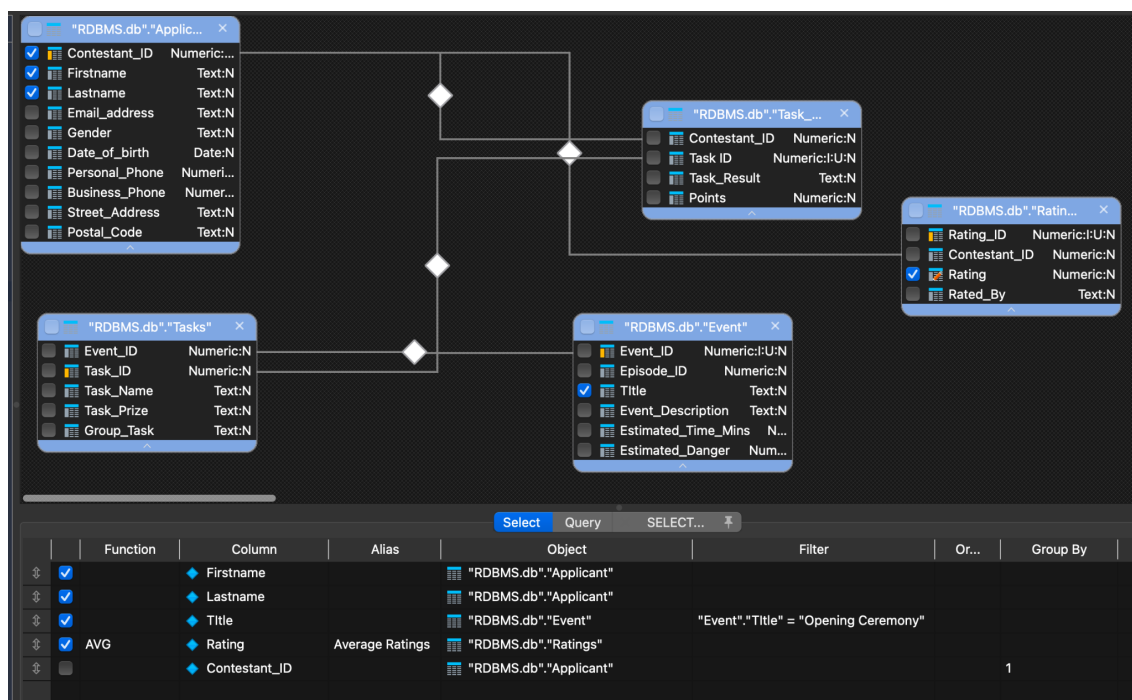 "RDBMS.db"."Applic... ×
Contestant_ID Numeric:...
Firstname Text:N
Lastname Text:N
Email_address Text:N
Gender Text:N
Date_of_birth Date:N
Personal_Phone Numeri...
Business_Phone Numer...
Street_Address Text:N
Postal_Code Text:N
"RDBMS.db"."Task_... ×
Contestant_ID Numeric:N
Task ID Numeric:I:U:N
Task_Result Text:N
Points Numeric:N
"RDBMS.db"."Ratin... ×
Rating_ID Numeric:I:U:N
Contestant_ID Numeric:N
Rating Numeric:N
Rated_By Text:N
"RDBMS.db"."Tasks" ×
Event_ID Numeric:N
Task_ID Numeric:N
Task_Name Text:N
Task_Prize Text:N
Group_Task Text:N
"RDBMS.db"."Event" ×
Event_ID Numeric:I:U:N
Episode_ID Numeric:N
TItle Text:N
Event_Description Text:N
Estimated_Time_Mins N...
Estimated_Danger Num...
Select Query SELECT...
Function Column Alias Object Filter Or... Group By
Firstname "RDBMS.db"."Applicant"
Lastname "RDBMS.db"."Applicant"
TItle "RDBMS.db"."Event" "Event"."TItle" = "Opening Ceremony"
AVG Rating Average Ratings "RDBMS.db"."Ratings"
Contestant_ID "RDBMS.db"."Applicant" 1